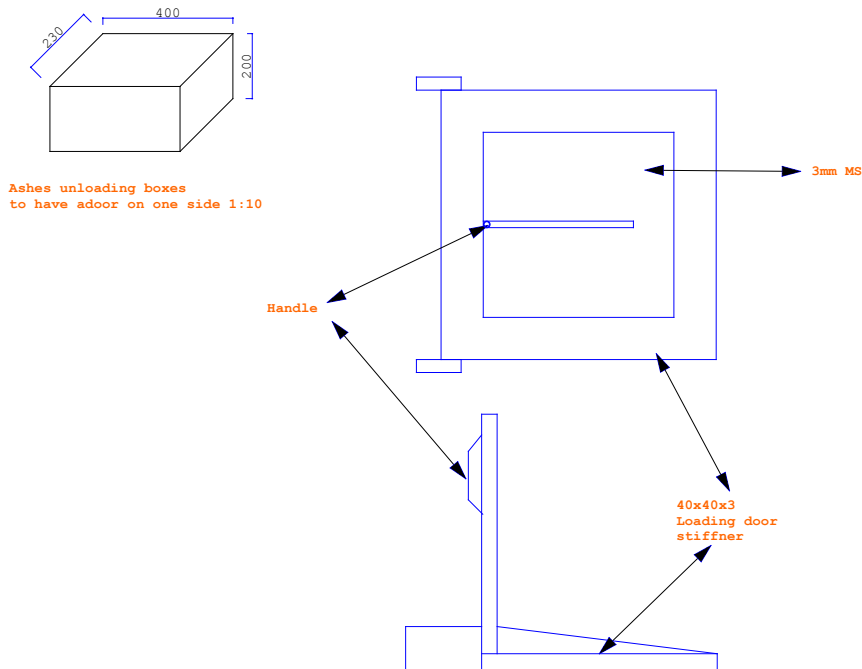 400
230
200
Ashes unloading boxes
to have adoor on one side 1:10
3mm MS
Handle
40x40x3
Loading door
stiffner